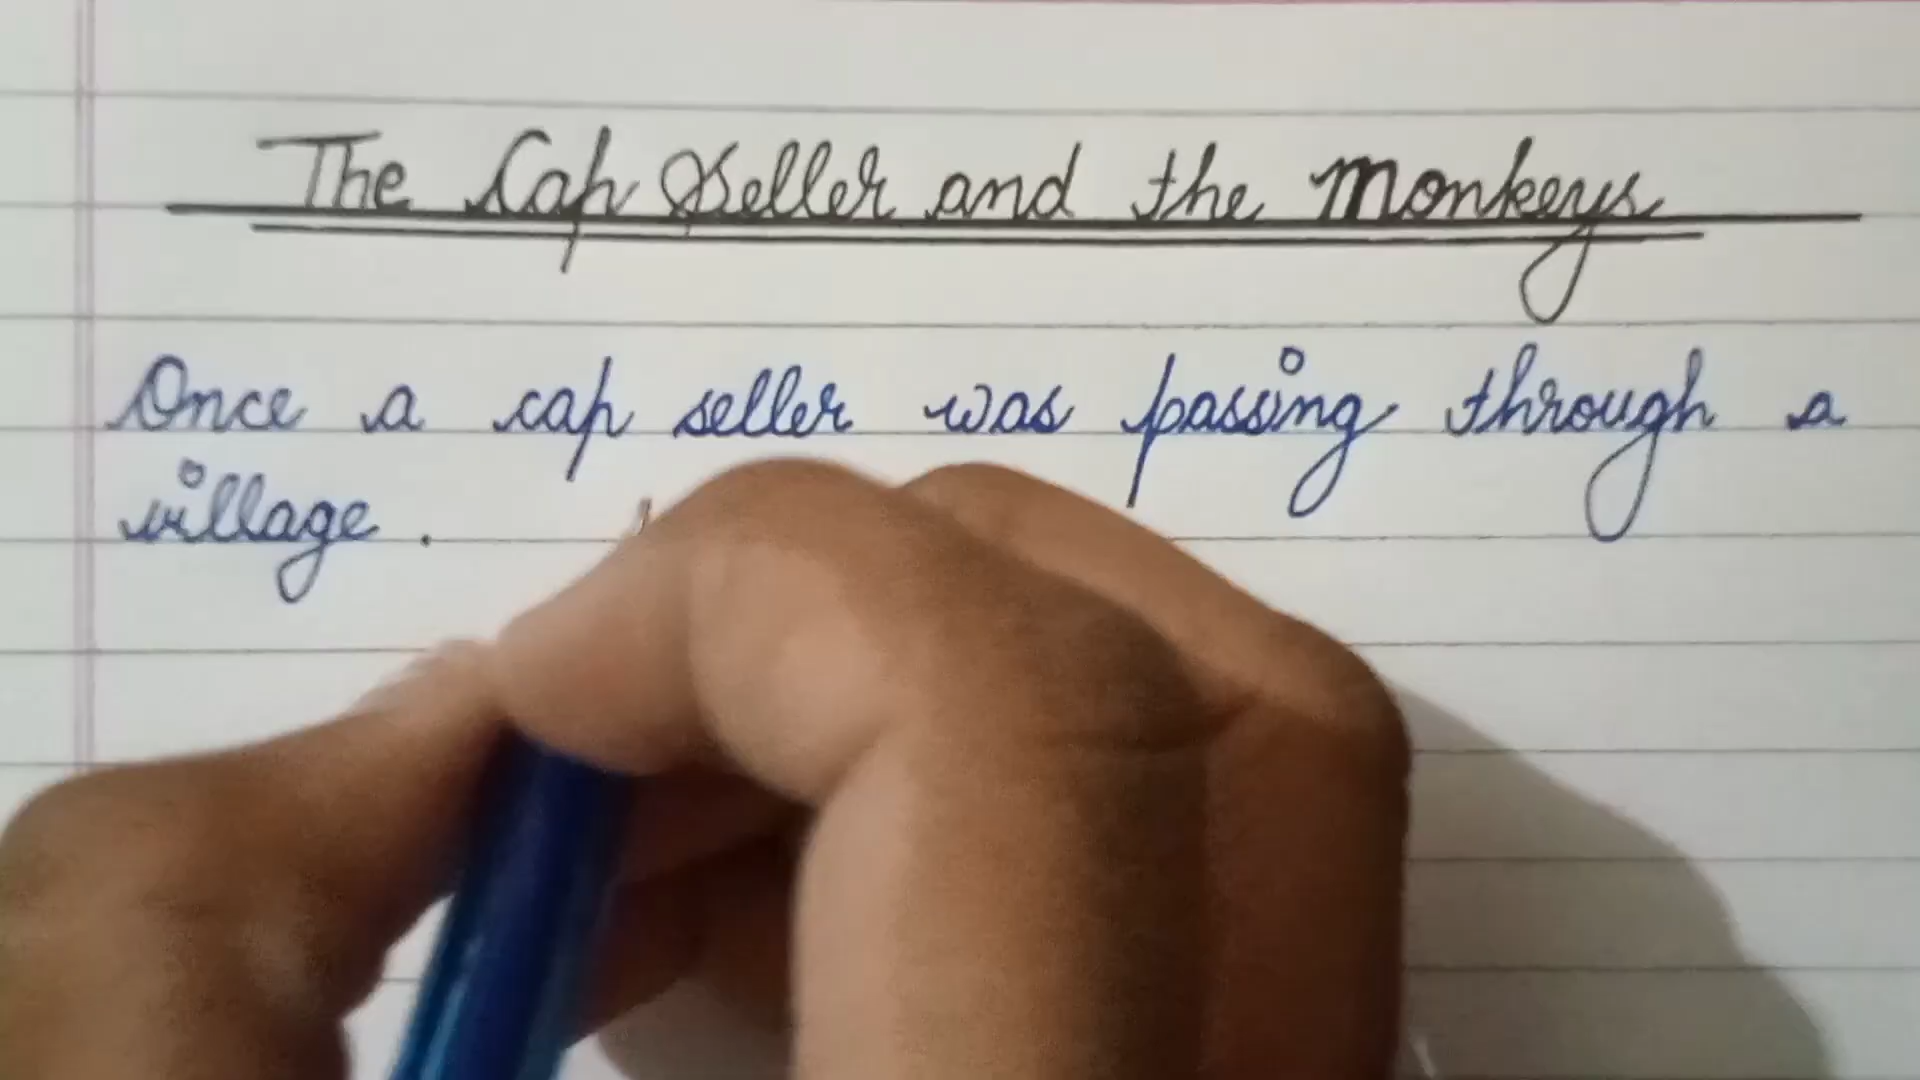 The Cap Seller and the Monkeys
Once a cap seller was passing through a
village.